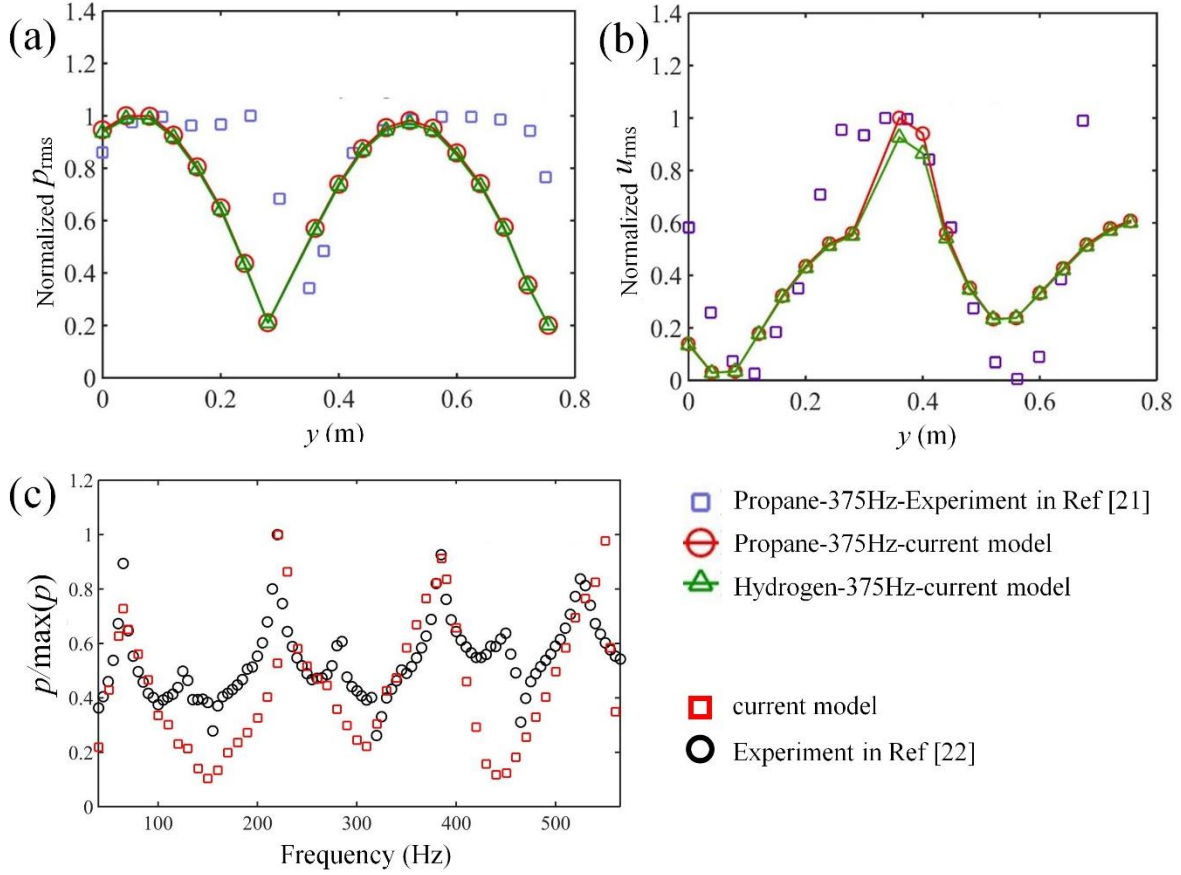 (a)
1.4
1.2
1
0.8
0.6
0.4
0.2
0
Normalized p_rms
0 0.2 0.4 0.6 0.8
y (m)
(b)
1.4
1.2
1
0.8
0.6
0.4
0.2
0
Normalized u_rms
0 0.2 0.4 0.6 0.8
y (m)
(c)
1.2
1
0.8
0.6
0.4
0.2
0
p/max(p)
100 200 300 400 500
Frequency (Hz)
Propane-375Hz-Experiment in Ref [21]
Propane-375Hz-current model
Hydrogen-375Hz-current model
current model
Experiment in Ref [22]